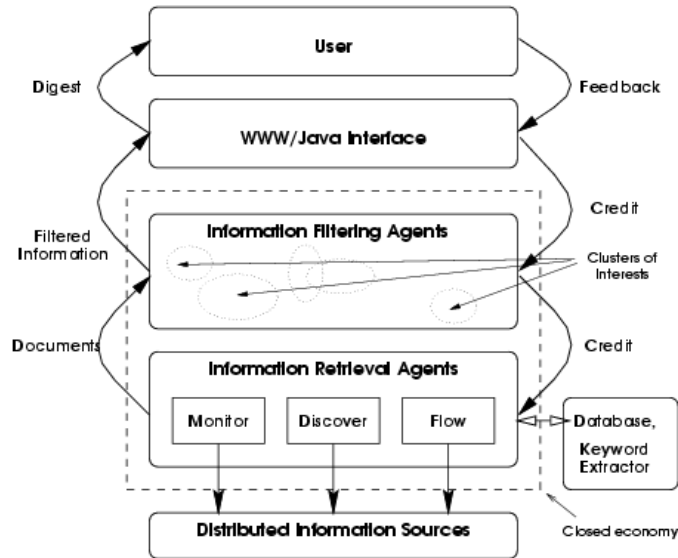 User
Digest
Feedback
WWW/Java Interface
Filtered
Information
Credit
Information Filtering Agents
Clusters of
Interests
Documents
Credit
Information Retrieval Agents
Monitor
Discover
Flow
Database,
Keyword
Extractor
Distributed Information Sources
Closed economy